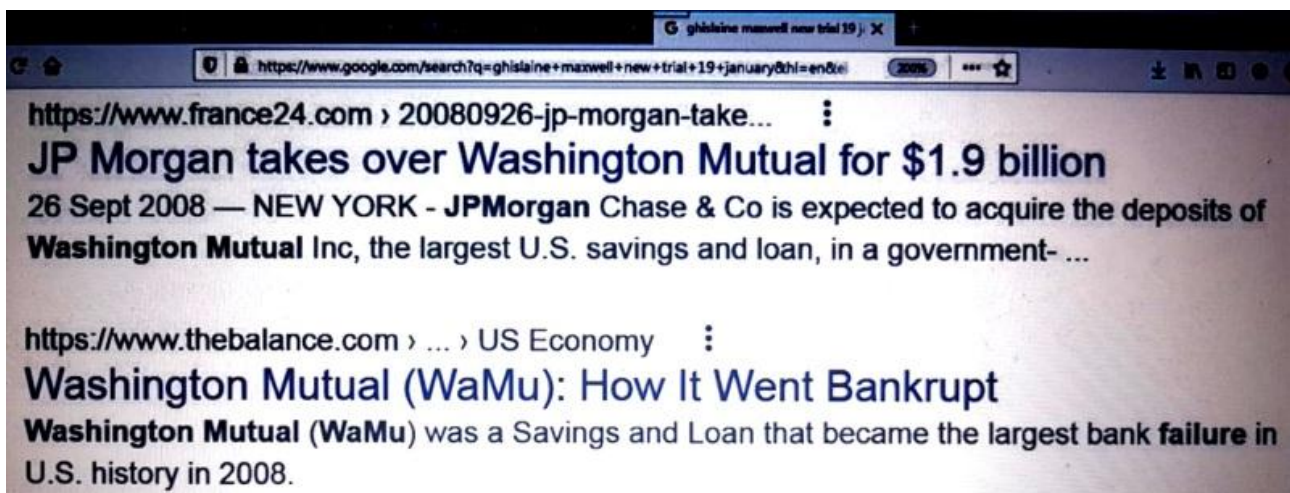 G ghislaine maxwell new trial 19 j
https://www.google.com/search?q=ghislaine+maxwell+new+trial+19+january&hl=en&ei
200%
https://www.france24.com › 20080926-jp-morgan-take...
JP Morgan takes over Washington Mutual for $1.9 billion
26 Sept 2008 — NEW YORK - JPMorgan Chase & Co is expected to acquire the deposits of
Washington Mutual Inc, the largest U.S. savings and loan, in a government- ...
https://www.thebalance.com › ... › US Economy
Washington Mutual (WaMu): How It Went Bankrupt
Washington Mutual (WaMu) was a Savings and Loan that became the largest bank failure in
U.S. history in 2008.